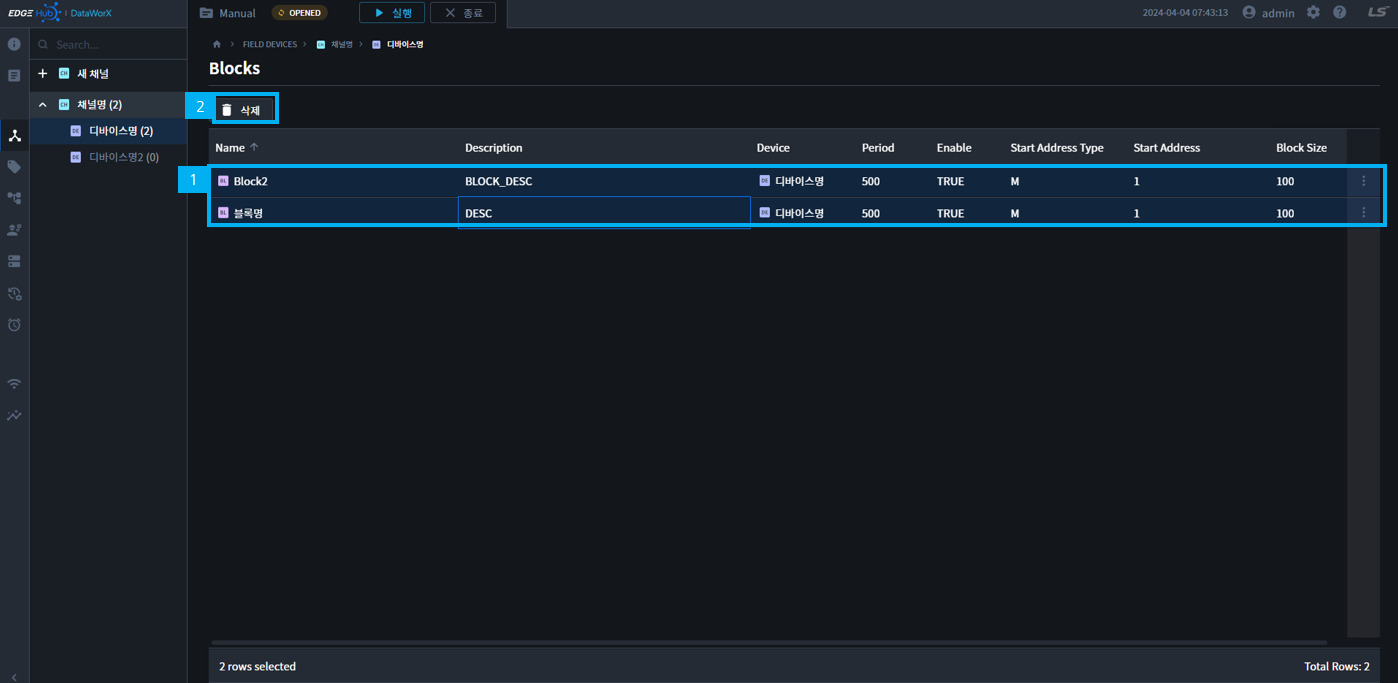 EDGE Hub | DataWorX
Manual
OPENED
실행
종료
2024-04-04 07:43:13
admin
LS
Search...
FIELD DEVICES
CH 채널명
DE 디바이스명
Blocks
CH 새 채널
CH 채널명 (2)
DE 디바이스명 (2)
DE 디바이스명2 (0)
2
삭제
Name Description Device Period Enable Start Address Type Start Address Block Size
1
BL Block2 BLOCK_DESC DE 디바이스명 500 TRUE M 1 100
BL 블록명 DESC DE 디바이스명 500 TRUE M 1 100
2 rows selected
Total Rows: 2